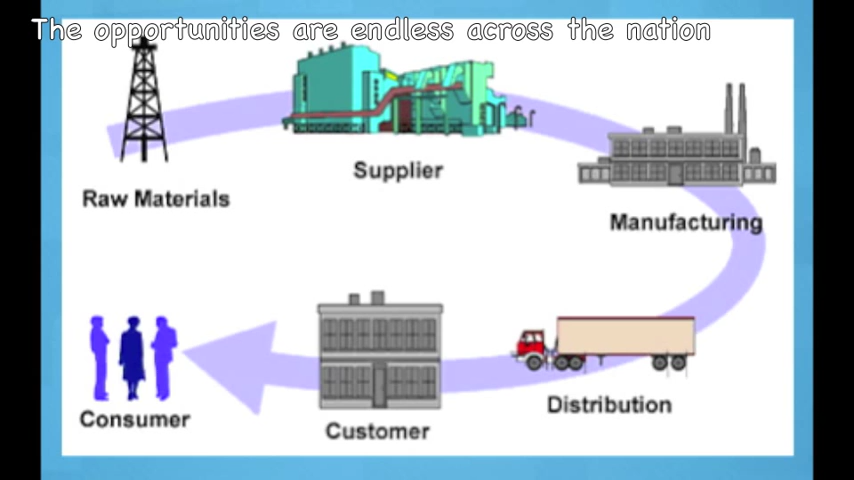 The opportunities are endless across the nation
Supplier
Raw Materials
Manufacturing
Distribution
Consumer
Customer